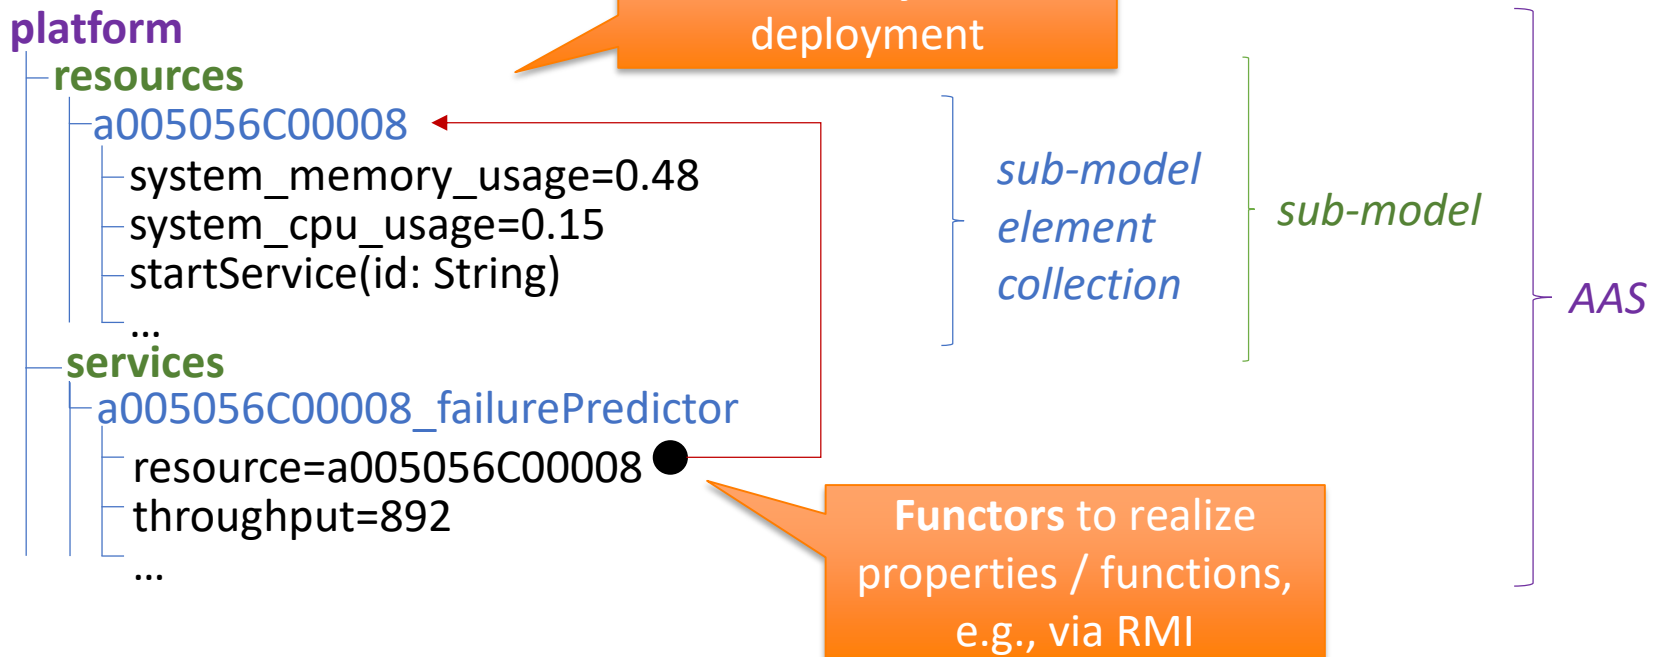 deployment
platform
resources
a005056C00008
system_memory_usage=0.48
system_cpu_usage=0.15
startService(id: String)
...
services
a005056C00008_failurePredictor
resource=a005056C00008
throughput=892
...
sub-model
element
collection
sub-model
AAS
Functors to realize
properties / functions,
e.g., via RMI